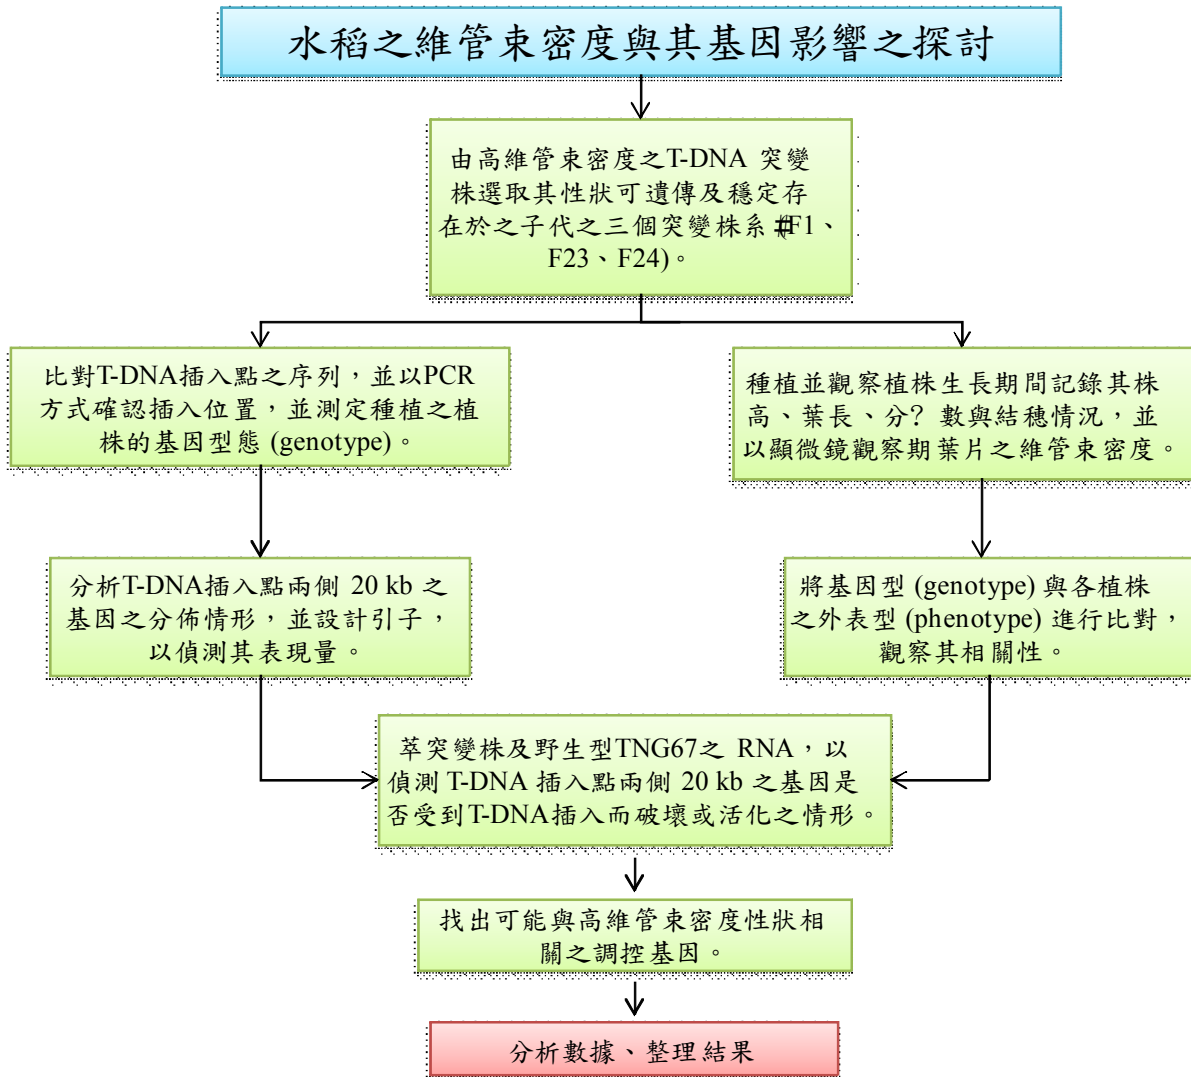 水稻之維管束密度與其基因影響之探討
由高維管束密度之T-DNA 突變
株選取其性狀可遺傳及穩定存
在於之子代之三個突變株系 (#F1、
F23、F24)。
比對T-DNA插入點之序列，並以PCR
方式確認插入位置，並測定種植之植
株的基因型態 (genotype)。
種植並觀察植株生長期間記錄其株
高、葉長、分? 數與結穗情況，並
以顯微鏡觀察期葉片之維管束密度。
分析T-DNA插入點兩側 20 kb 之
基因之分佈情形，並設計引子，
以偵測其表現量。
將基因型 (genotype) 與各植株
之外表型 (phenotype) 進行比對，
觀察其相關性。
萃突變株及野生型TNG67之 RNA，以
偵測 T-DNA 插入點兩側 20 kb 之基因是
否受到T-DNA插入而破壞或活化之情形。
找出可能與高維管束密度性狀相
關之調控基因。
分析數據、整理結果